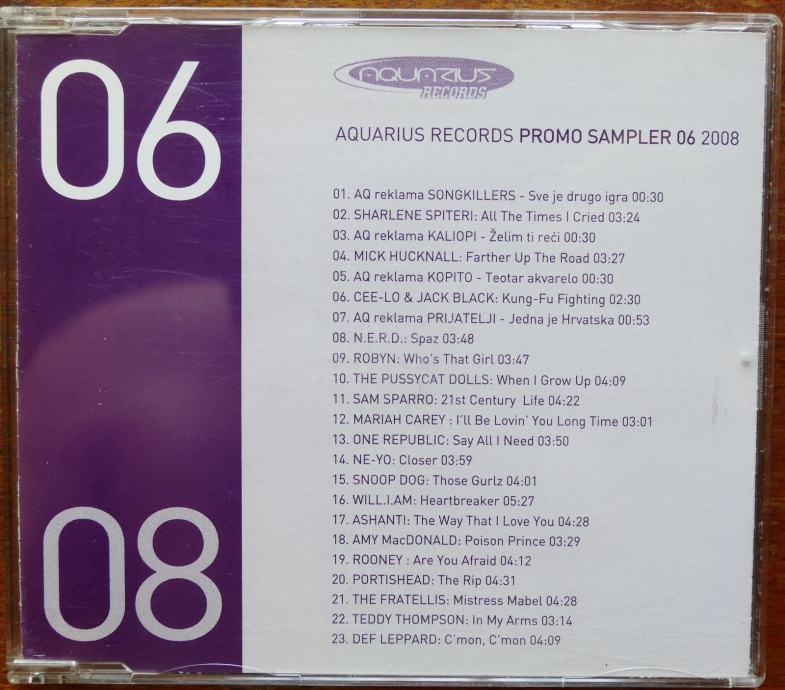 06
08
AQUARIUS
RECORDS
AQUARIUS RECORDS PROMO SAMPLER 06 2008
01. AQ reklama SONGKILLERS - Sve je drugo igra 00:30
02. SHARLENE SPITERI: All The Times I Cried 03:24
03. AQ reklama KALIOPI - Želim ti reći 00:30
04. MICK HUCKNALL: Farther Up The Road 03:27
05. AQ reklama KOPITO - Teotar akvarelo 00:30
06. CEE-LO & JACK BLACK: Kung-Fu Fighting 02:30
07. AQ reklama PRIJATELJI - Jedna je Hrvatska 00:53
08. N.E.R.D.: Spaz 03:48
09. ROBYN: Who's That Girl 03:47
10. THE PUSSYCAT DOLLS: When I Grow Up 04:09
11. SAM SPARRO: 21st Century  Life 04:22
12. MARIAH CAREY : I'll Be Lovin' You Long Time 03:01
13. ONE REPUBLIC: Say All I Need 03:50
14. NE-YO: Closer 03:59
15. SNOOP DOG: Those Gurlz 04:01
16. WILL.I.AM: Heartbreaker 05:27
17. ASHANTI: The Way That I Love You 04:28
18. AMY MacDONALD: Poison Prince 03:29
19. ROONEY : Are You Afraid 04:12
20. PORTISHEAD: The Rip 04:31
21. THE FRATELLIS: Mistress Mabel 04:28
22. TEDDY THOMPSON: In My Arms 03:14
23. DEF LEPPARD: C'mon, C'mon 04:09